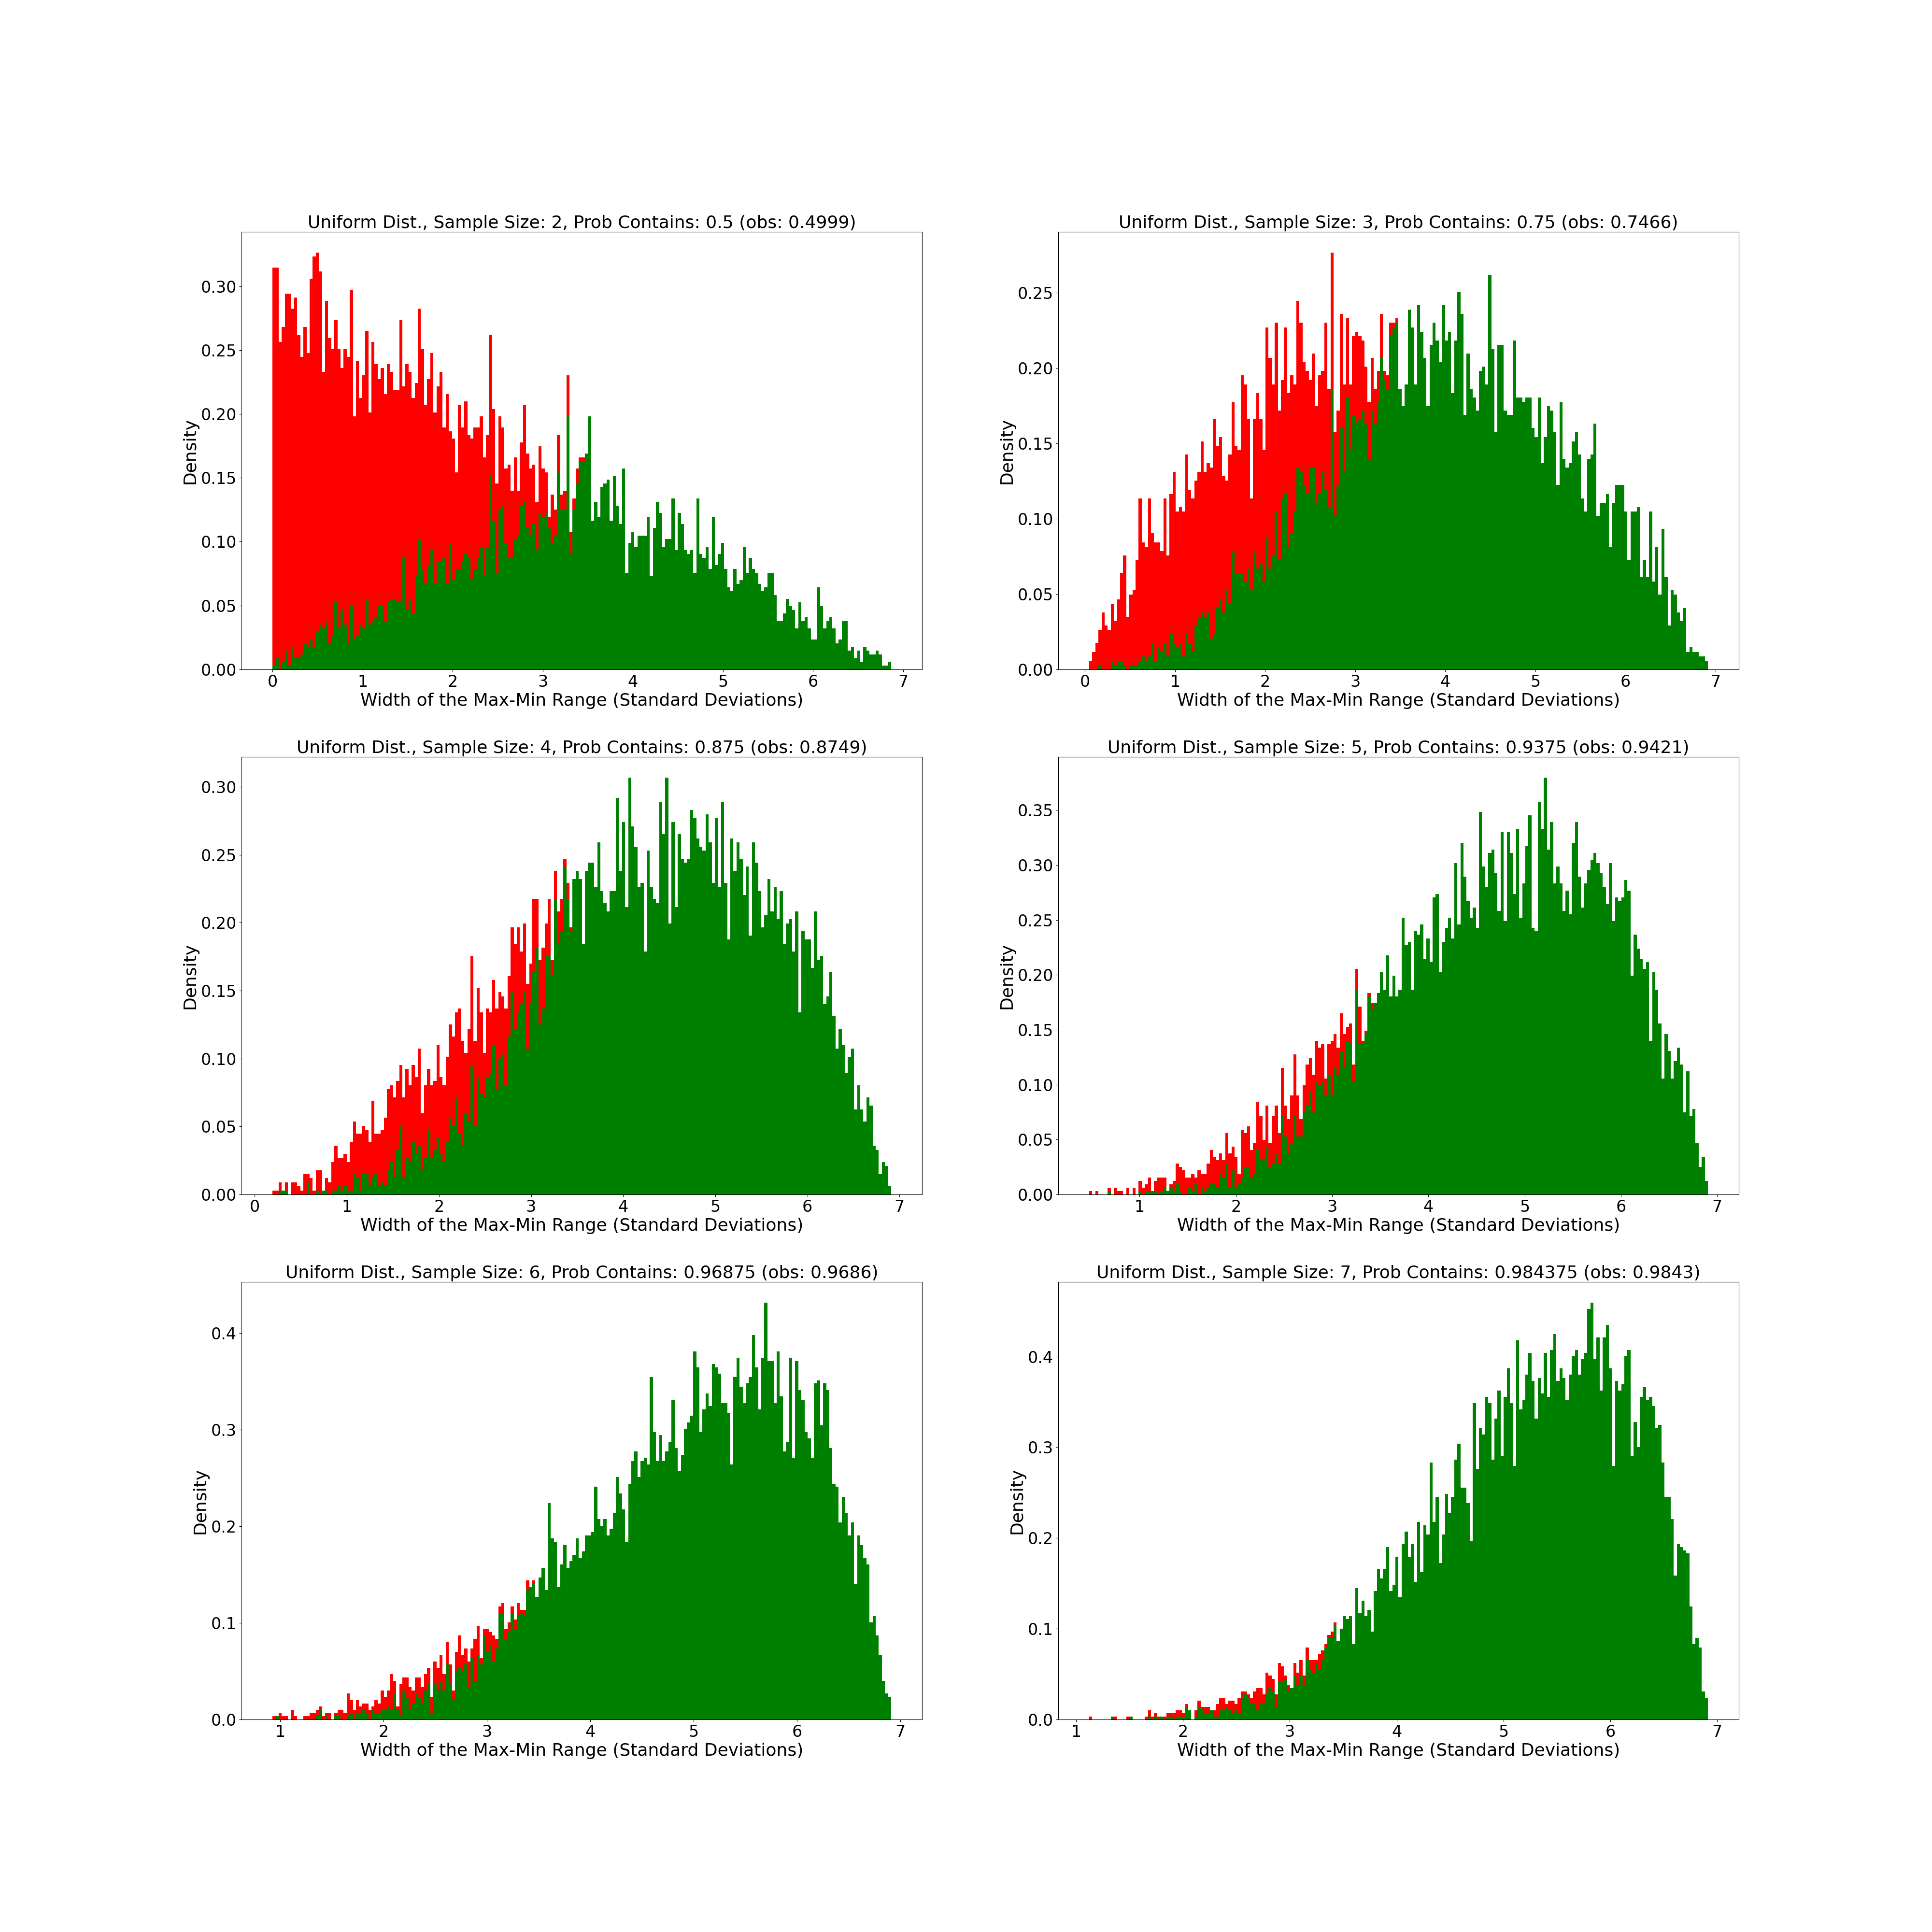 Uniform Dist., Sample Size: 2, Prob Contains: 0.5 (obs: 0.4999)
Density
0.30
0.25
0.20
0.15
0.10
0.05
0.00
0 1 2 3 4 5 6 7
Width of the Max-Min Range (Standard Deviations)
Uniform Dist., Sample Size: 3, Prob Contains: 0.75 (obs: 0.7466)
Density
0.25
0.20
0.15
0.10
0.05
0.00
0 1 2 3 4 5 6 7
Width of the Max-Min Range (Standard Deviations)
Uniform Dist., Sample Size: 4, Prob Contains: 0.875 (obs: 0.8749)
Density
0.30
0.25
0.20
0.15
0.10
0.05
0.00
0 1 2 3 4 5 6 7
Width of the Max-Min Range (Standard Deviations)
Uniform Dist., Sample Size: 5, Prob Contains: 0.9375 (obs: 0.9421)
Density
0.35
0.30
0.25
0.20
0.15
0.10
0.05
0.00
1 2 3 4 5 6 7
Width of the Max-Min Range (Standard Deviations)
Uniform Dist., Sample Size: 6, Prob Contains: 0.96875 (obs: 0.9686)
Density
0.4
0.3
0.2
0.1
0.0
1 2 3 4 5 6 7
Width of the Max-Min Range (Standard Deviations)
Uniform Dist., Sample Size: 7, Prob Contains: 0.984375 (obs: 0.9843)
Density
0.4
0.3
0.2
0.1
0.0
1 2 3 4 5 6 7
Width of the Max-Min Range (Standard Deviations)